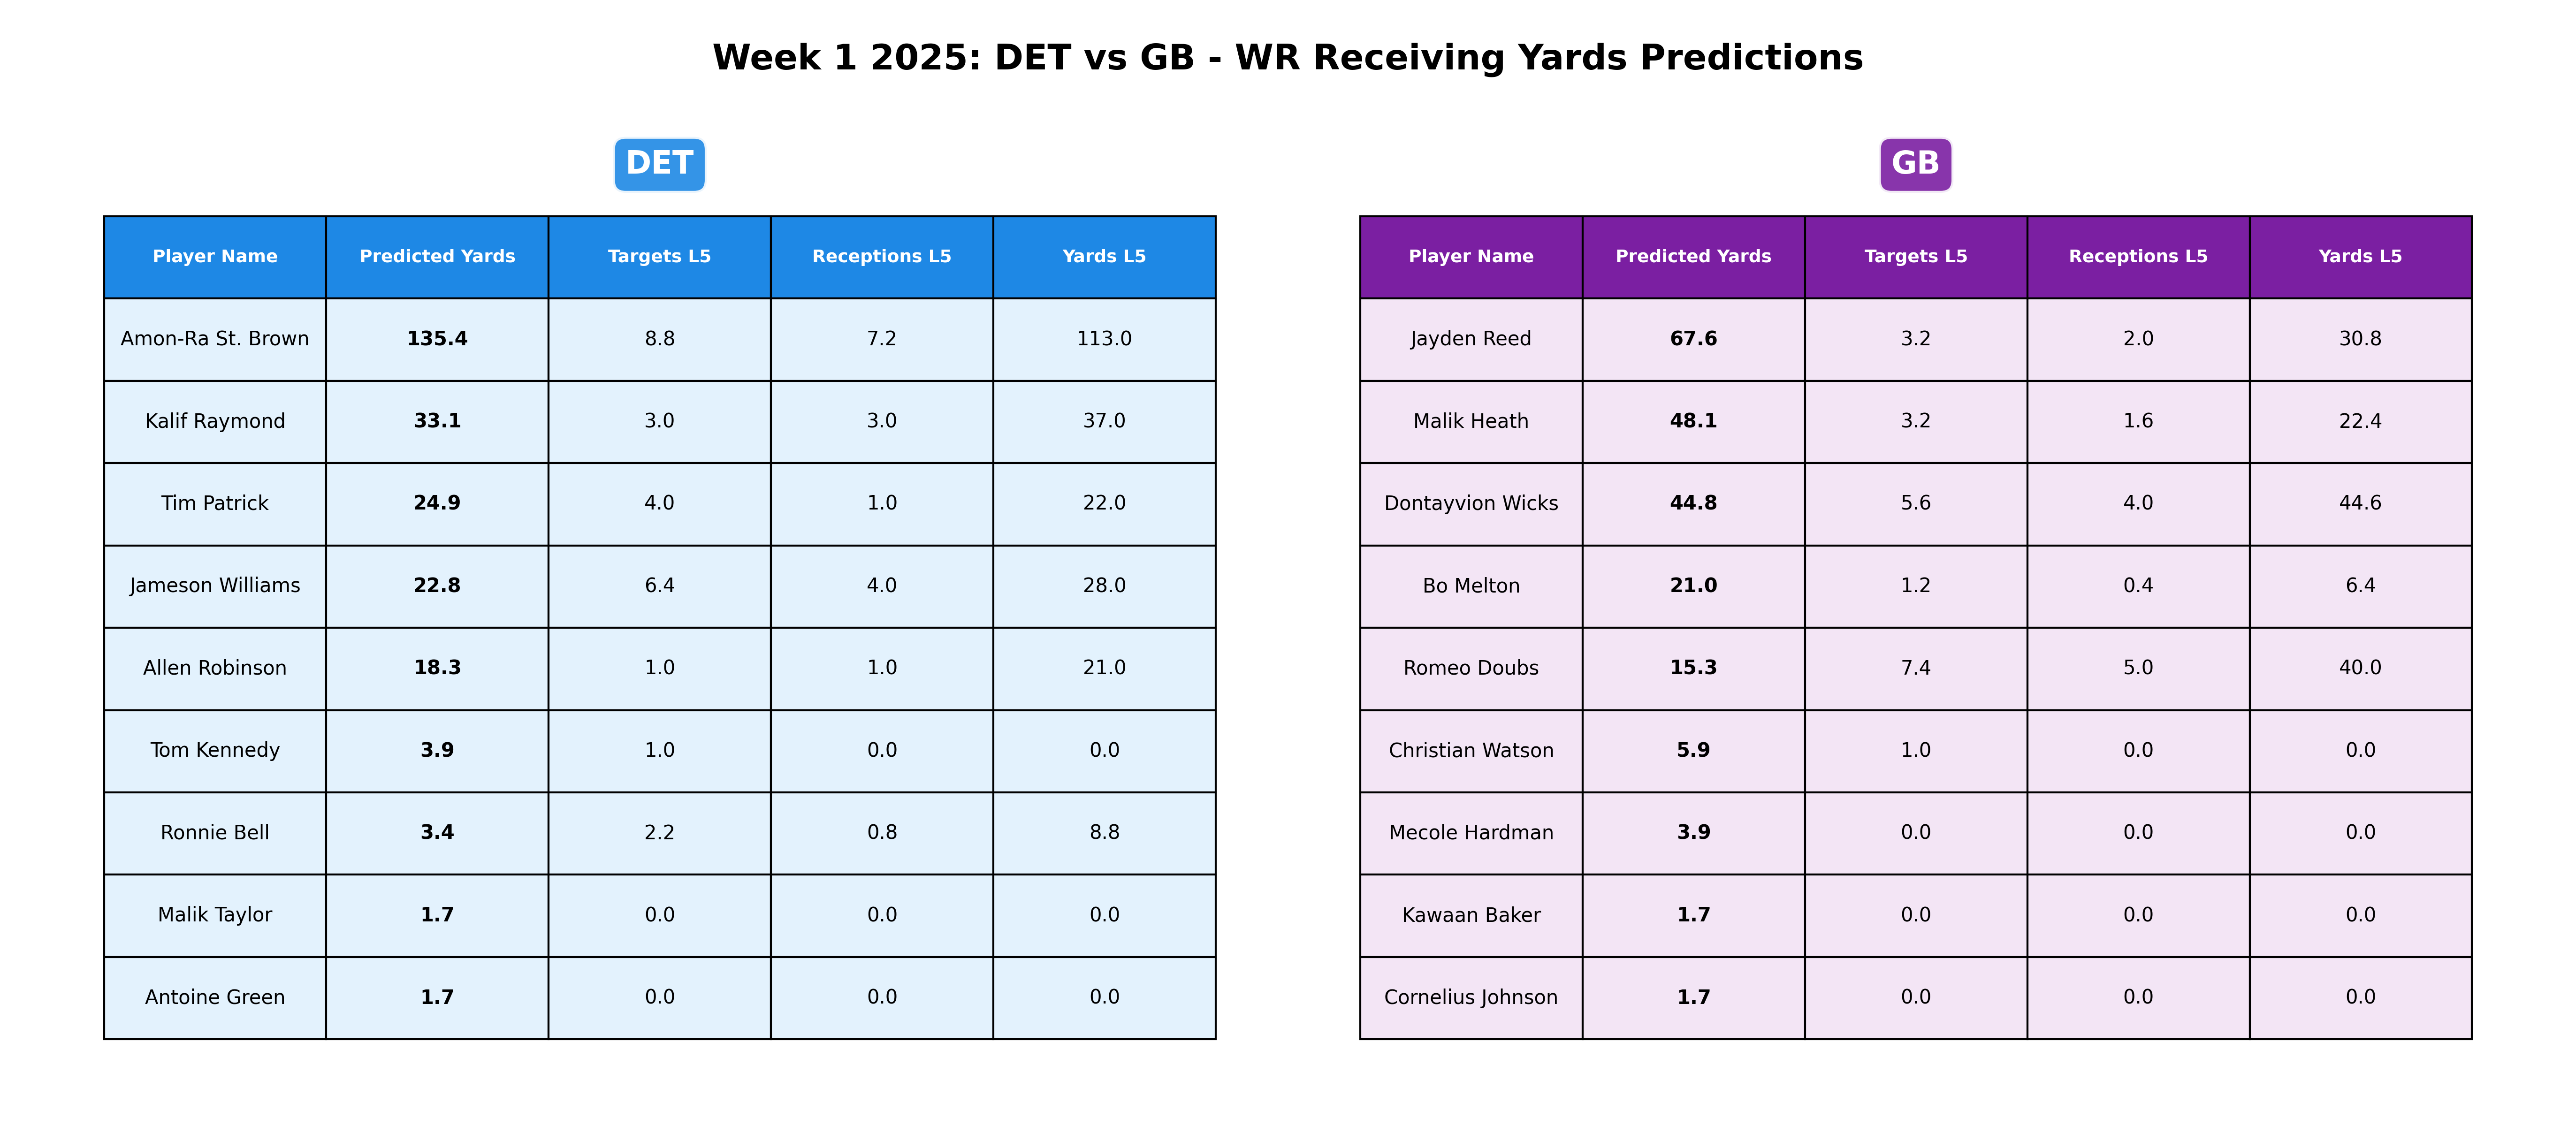 Week 1 2025: DET vs GB - WR Receiving Yards Predictions
DET
Player Name Predicted Yards Targets L5 Receptions L5 Yards L5
Amon-Ra St. Brown 135.4 8.8 7.2 113.0
Kalif Raymond 33.1 3.0 3.0 37.0
Tim Patrick 24.9 4.0 1.0 22.0
Jameson Williams 22.8 6.4 4.0 28.0
Allen Robinson 18.3 1.0 1.0 21.0
Tom Kennedy 3.9 1.0 0.0 0.0
Ronnie Bell 3.4 2.2 0.8 8.8
Malik Taylor 1.7 0.0 0.0 0.0
Antoine Green 1.7 0.0 0.0 0.0
GB
Player Name Predicted Yards Targets L5 Receptions L5 Yards L5
Jayden Reed 67.6 3.2 2.0 30.8
Malik Heath 48.1 3.2 1.6 22.4
Dontayvion Wicks 44.8 5.6 4.0 44.6
Bo Melton 21.0 1.2 0.4 6.4
Romeo Doubs 15.3 7.4 5.0 40.0
Christian Watson 5.9 1.0 0.0 0.0
Mecole Hardman 3.9 0.0 0.0 0.0
Kawaan Baker 1.7 0.0 0.0 0.0
Cornelius Johnson 1.7 0.0 0.0 0.0